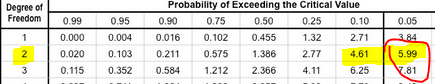 Degree of Freedom Probability of Exceeding the Critical Value
0.99 0.95 0.90 0.75 0.50 0.25 0.10 0.05
1 0.000 0.004 0.016 0.102 0.455 1.32 2.71 3.84
2 0.020 0.103 0.211 0.575 1.386 2.77 4.61 5.99
3 0.115 0.352 0.584 1.212 2.366 4.11 6.25 7.81